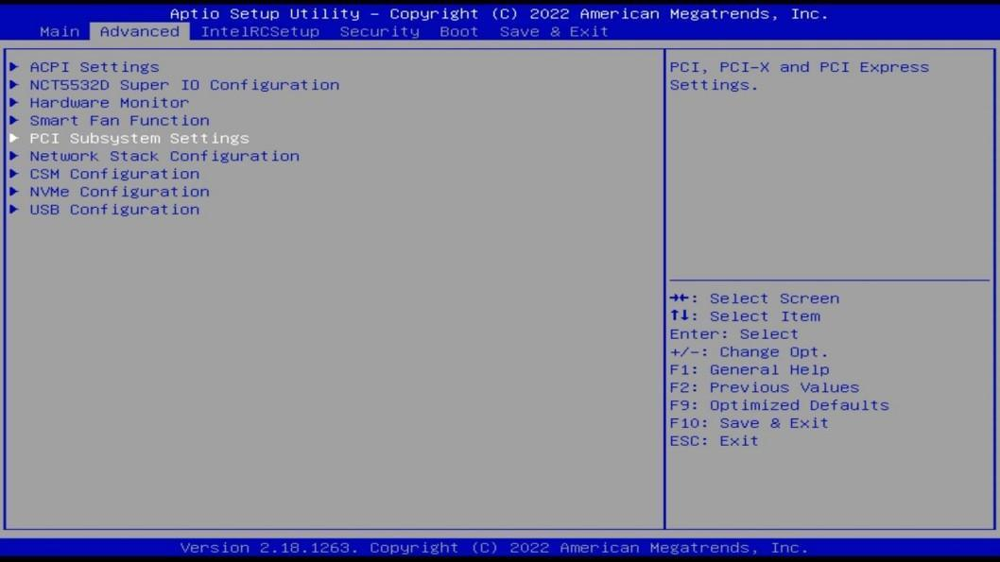 Aptio Setup Utility – Copyright (C) 2022 American Megatrends, Inc.
Main Advanced IntelRCSetup Security Boot Save & Exit
▶ ACPI Settings
▶ NCT5532D Super IO Configuration
▶ Hardware Monitor
▶ Smart Fan Function
▶ PCI Subsystem Settings
▶ Network Stack Configuration
▶ CSM Configuration
▶ NVMe Configuration
▶ USB Configuration
PCI, PCI-X and PCI Express
Settings.
→←: Select Screen
↑↓: Select Item
Enter: Select
+/-: Change Opt.
F1: General Help
F2: Previous Values
F9: Optimized Defaults
F10: Save & Exit
ESC: Exit
Version 2.18.1263. Copyright (C) 2022 American Megatrends, Inc.